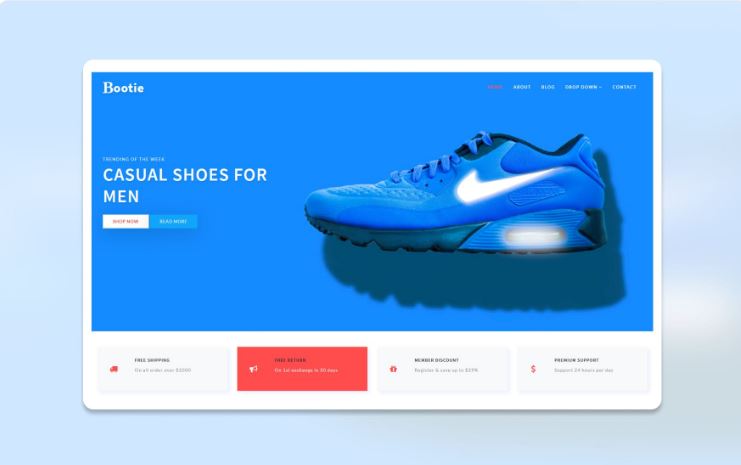 Bootie
HOME ABOUT BLOG DROP DOWN CONTACT
TRENDING OF THE WEEK
CASUAL SHOES FOR
MEN
SHOP NOW READ MORE
FREE SHIPPING
On all order over $2000
FREE RETURN
On 1st exchange in 30 days
MEMBER DISCOUNT
Register & save up to
PREMIUM SUPPORT
Support 24 hours per day